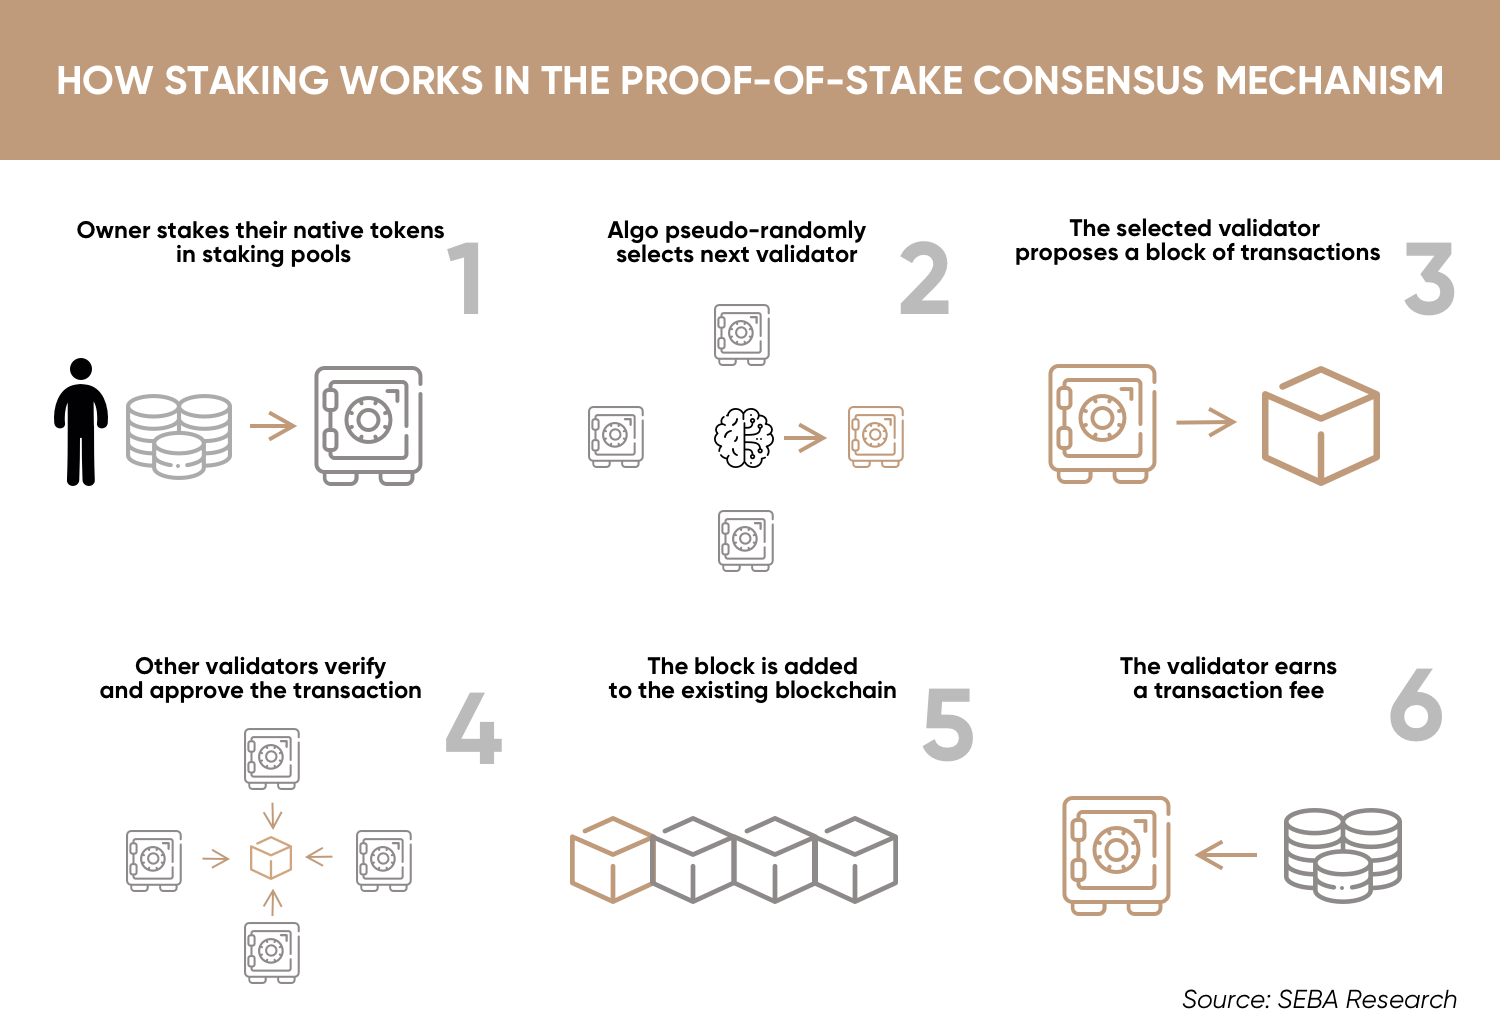 HOW STAKING WORKS IN THE PROOF-OF-STAKE CONSENSUS MECHANISM
Owner stakes their native tokens
in staking pools
1
Algo pseudo-randomly
selects next validator
2
The selected validator
proposes a block of transactions
3
Other validators verify
and approve the transaction
4
The block is added
to the existing blockchain
5
The validator earns
a transaction fee
6
Source: SEBA Research